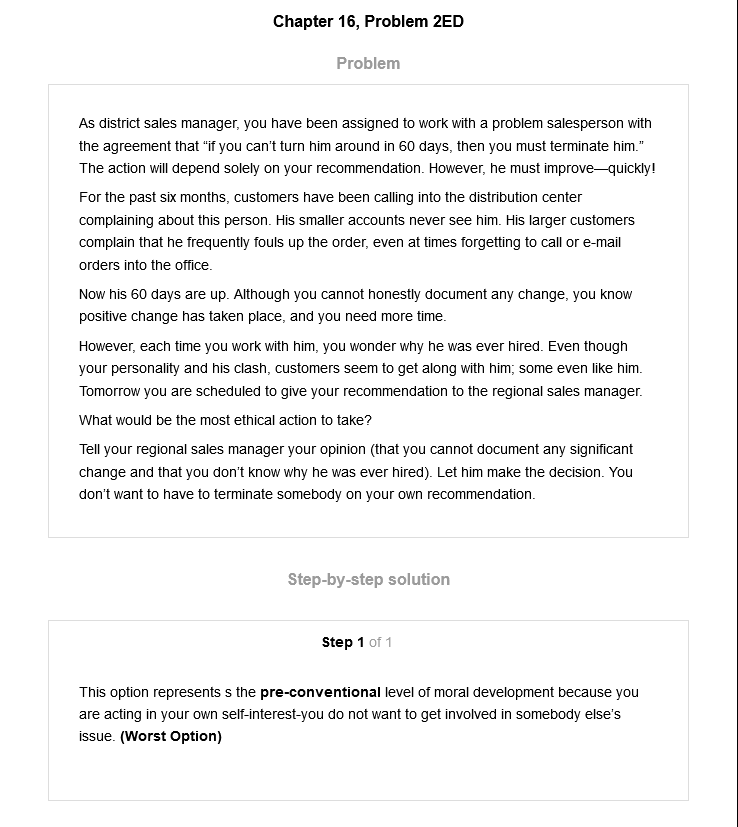 Chapter 16, Problem 2ED
Problem
As district sales manager, you have been assigned to work with a problem salesperson with
the agreement that “if you can’t turn him around in 60 days, then you must terminate him.”
The action will depend solely on your recommendation. However, he must improve—quickly!
For the past six months, customers have been calling into the distribution center
complaining about this person. His smaller accounts never see him. His larger customers
complain that he frequently fouls up the order, even at times forgetting to call or e-mail
orders into the office.
Now his 60 days are up. Although you cannot honestly document any change, you know
positive change has taken place, and you need more time.
However, each time you work with him, you wonder why he was ever hired. Even though
your personality and his clash, customers seem to get along with him; some even like him.
Tomorrow you are scheduled to give your recommendation to the regional sales manager.
What would be the most ethical action to take?
Tell your regional sales manager your opinion (that you cannot document any significant
change and that you don’t know why he was ever hired). Let him make the decision. You
don’t want to have to terminate somebody on your own recommendation.
Step-by-step solution
Step 1 of 1
This option represents s the pre-conventional level of moral development because you
are acting in your own self-interest-you do not want to get involved in somebody else’s
issue. (Worst Option)